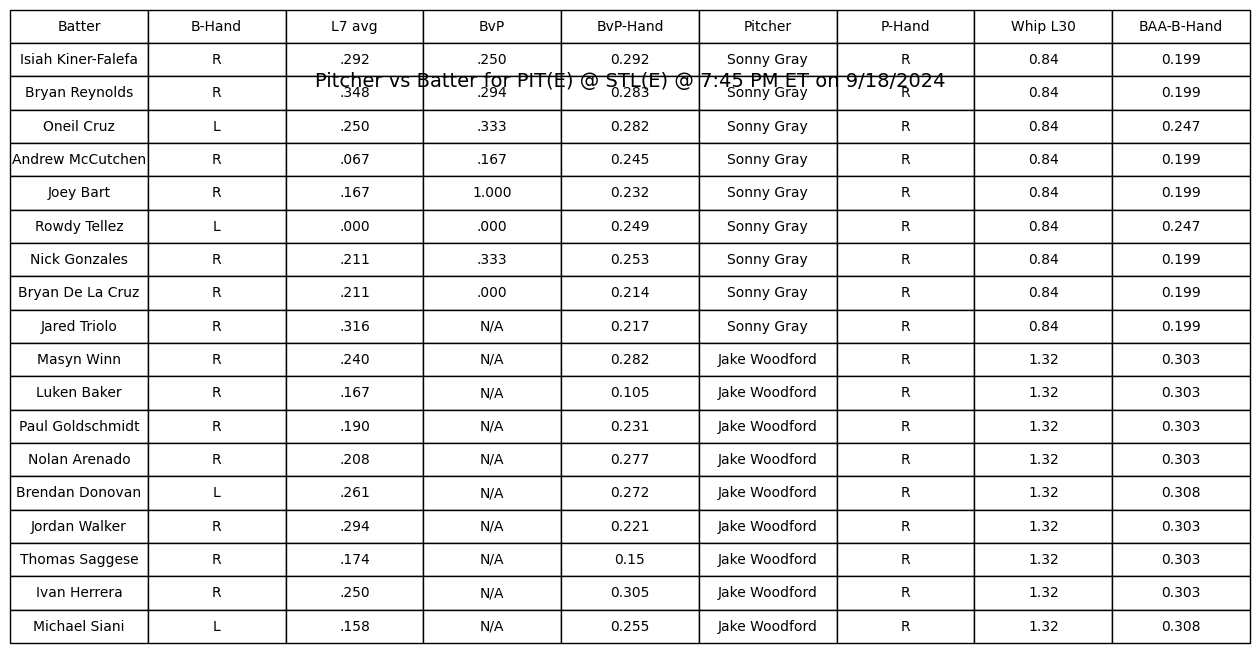 Batter B-Hand L7 avg BvP BvP-Hand Pitcher P-Hand Whip L30 BAA-B-Hand
Isiah Kiner-Falefa R .292 .250 0.292 Sonny Gray R 0.84 0.199
Pitcher vs Batter for PIT(E) @ STL(E) @ 7:45 PM ET on 9/18/2024
Bryan Reynolds R .348 .294 0.283 Sonny Gray R 0.84 0.199
Oneil Cruz L .250 .333 0.282 Sonny Gray R 0.84 0.247
Andrew McCutchen R .067 .167 0.245 Sonny Gray R 0.84 0.199
Joey Bart R .167 1.000 0.232 Sonny Gray R 0.84 0.199
Rowdy Tellez L .000 .000 0.249 Sonny Gray R 0.84 0.247
Nick Gonzales R .211 .333 0.253 Sonny Gray R 0.84 0.199
Bryan De La Cruz R .211 .000 0.214 Sonny Gray R 0.84 0.199
Jared Triolo R .316 N/A 0.217 Sonny Gray R 0.84 0.199
Masyn Winn R .240 N/A 0.282 Jake Woodford R 1.32 0.303
Luken Baker R .167 N/A 0.105 Jake Woodford R 1.32 0.303
Paul Goldschmidt R .190 N/A 0.231 Jake Woodford R 1.32 0.303
Nolan Arenado R .208 N/A 0.277 Jake Woodford R 1.32 0.303
Brendan Donovan L .261 N/A 0.272 Jake Woodford R 1.32 0.308
Jordan Walker R .294 N/A 0.221 Jake Woodford R 1.32 0.303
Thomas Saggese R .174 N/A 0.15 Jake Woodford R 1.32 0.303
Ivan Herrera R .250 N/A 0.305 Jake Woodford R 1.32 0.303
Michael Siani L .158 N/A 0.255 Jake Woodford R 1.32 0.308